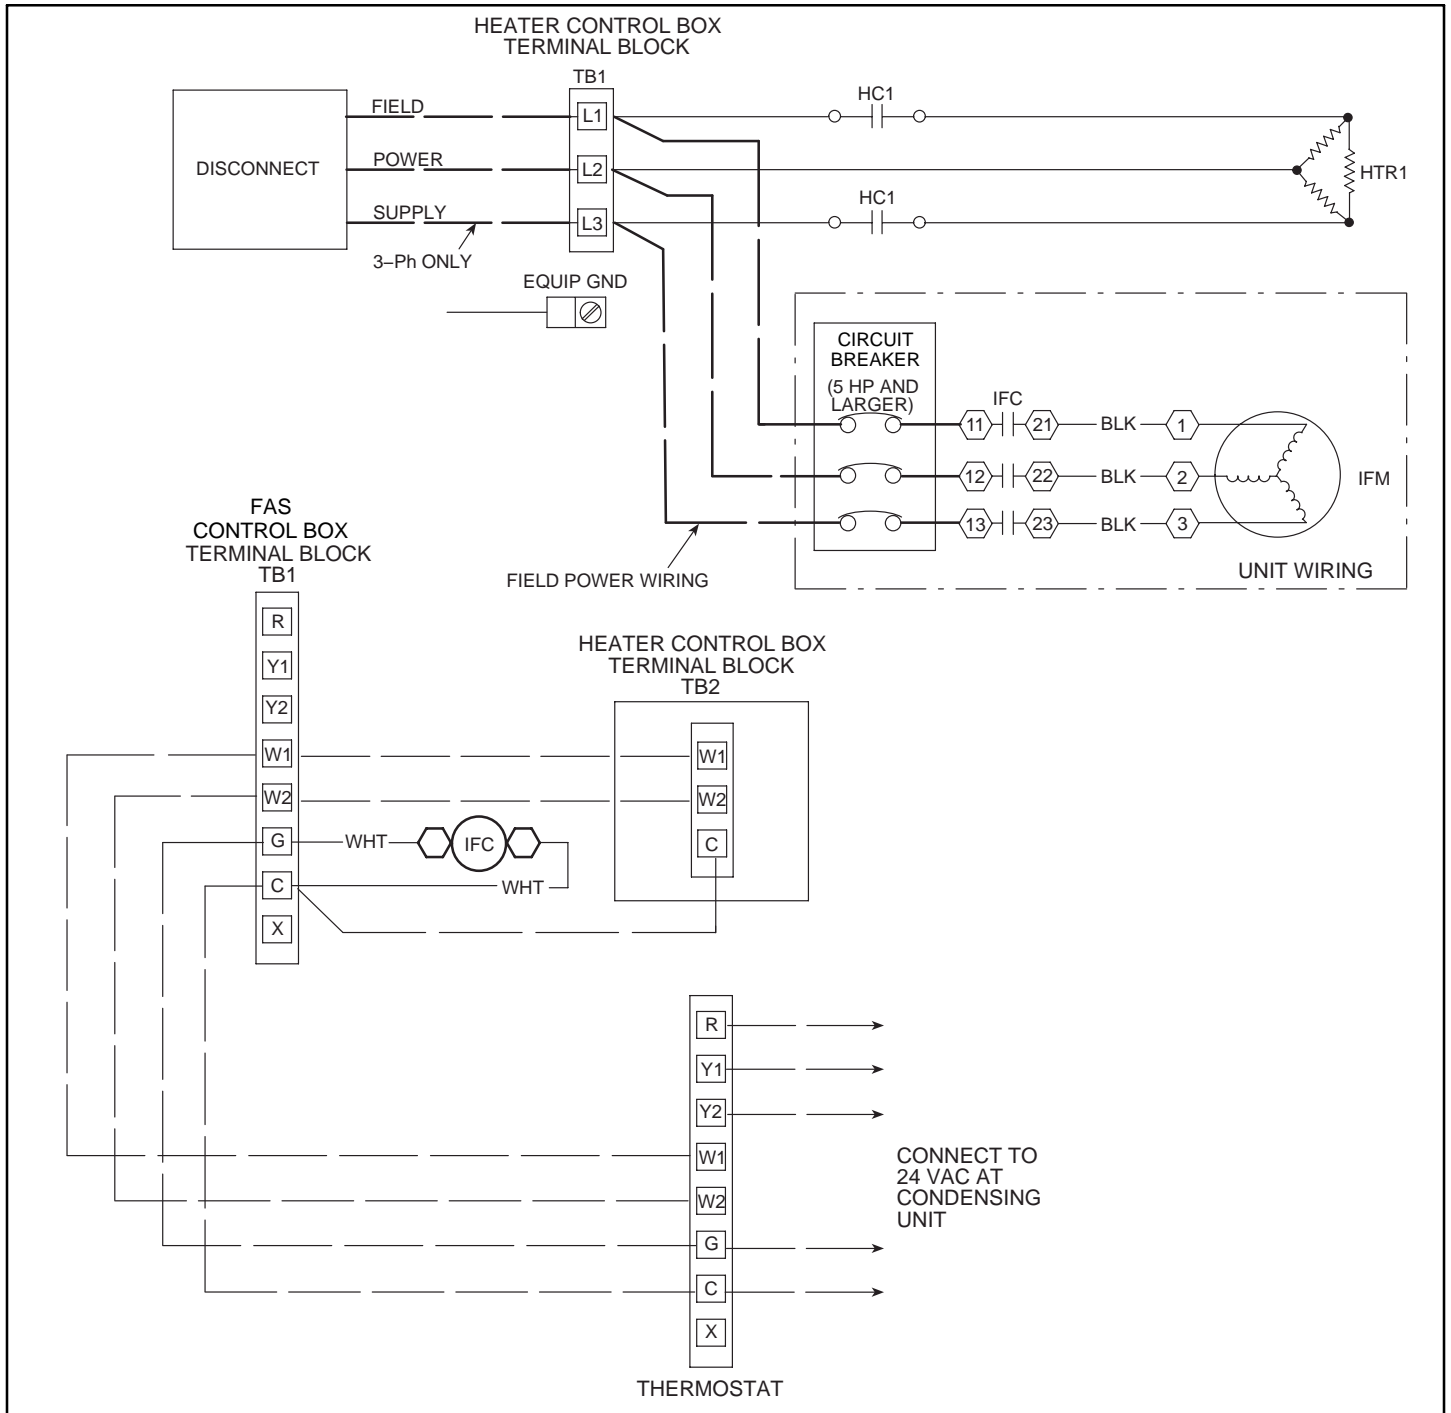 HEATER CONTROL BOX
TERMINAL BLOCK
TB1
DISCONNECT
FIELD
POWER
SUPPLY
3–Ph ONLY
L1
L2
L3
HC1
HC1
HTR1
EQUIP GND
CIRCUIT
BREAKER
(5 HP AND
LARGER)
IFC
11
21
BLK
1
12
22
BLK
2
13
23
BLK
3
IFM
UNIT WIRING
FIELD POWER WIRING
FAS
CONTROL BOX
TERMINAL BLOCK
TB1
R
Y1
Y2
W1
W2
G
C
X
WHT
IFC
WHT
HEATER CONTROL BOX
TERMINAL BLOCK
TB2
W1
W2
C
R
Y1
Y2
W1
W2
G
C
X
CONNECT TO
24 VAC AT
CONDENSING
UNIT
THERMOSTAT